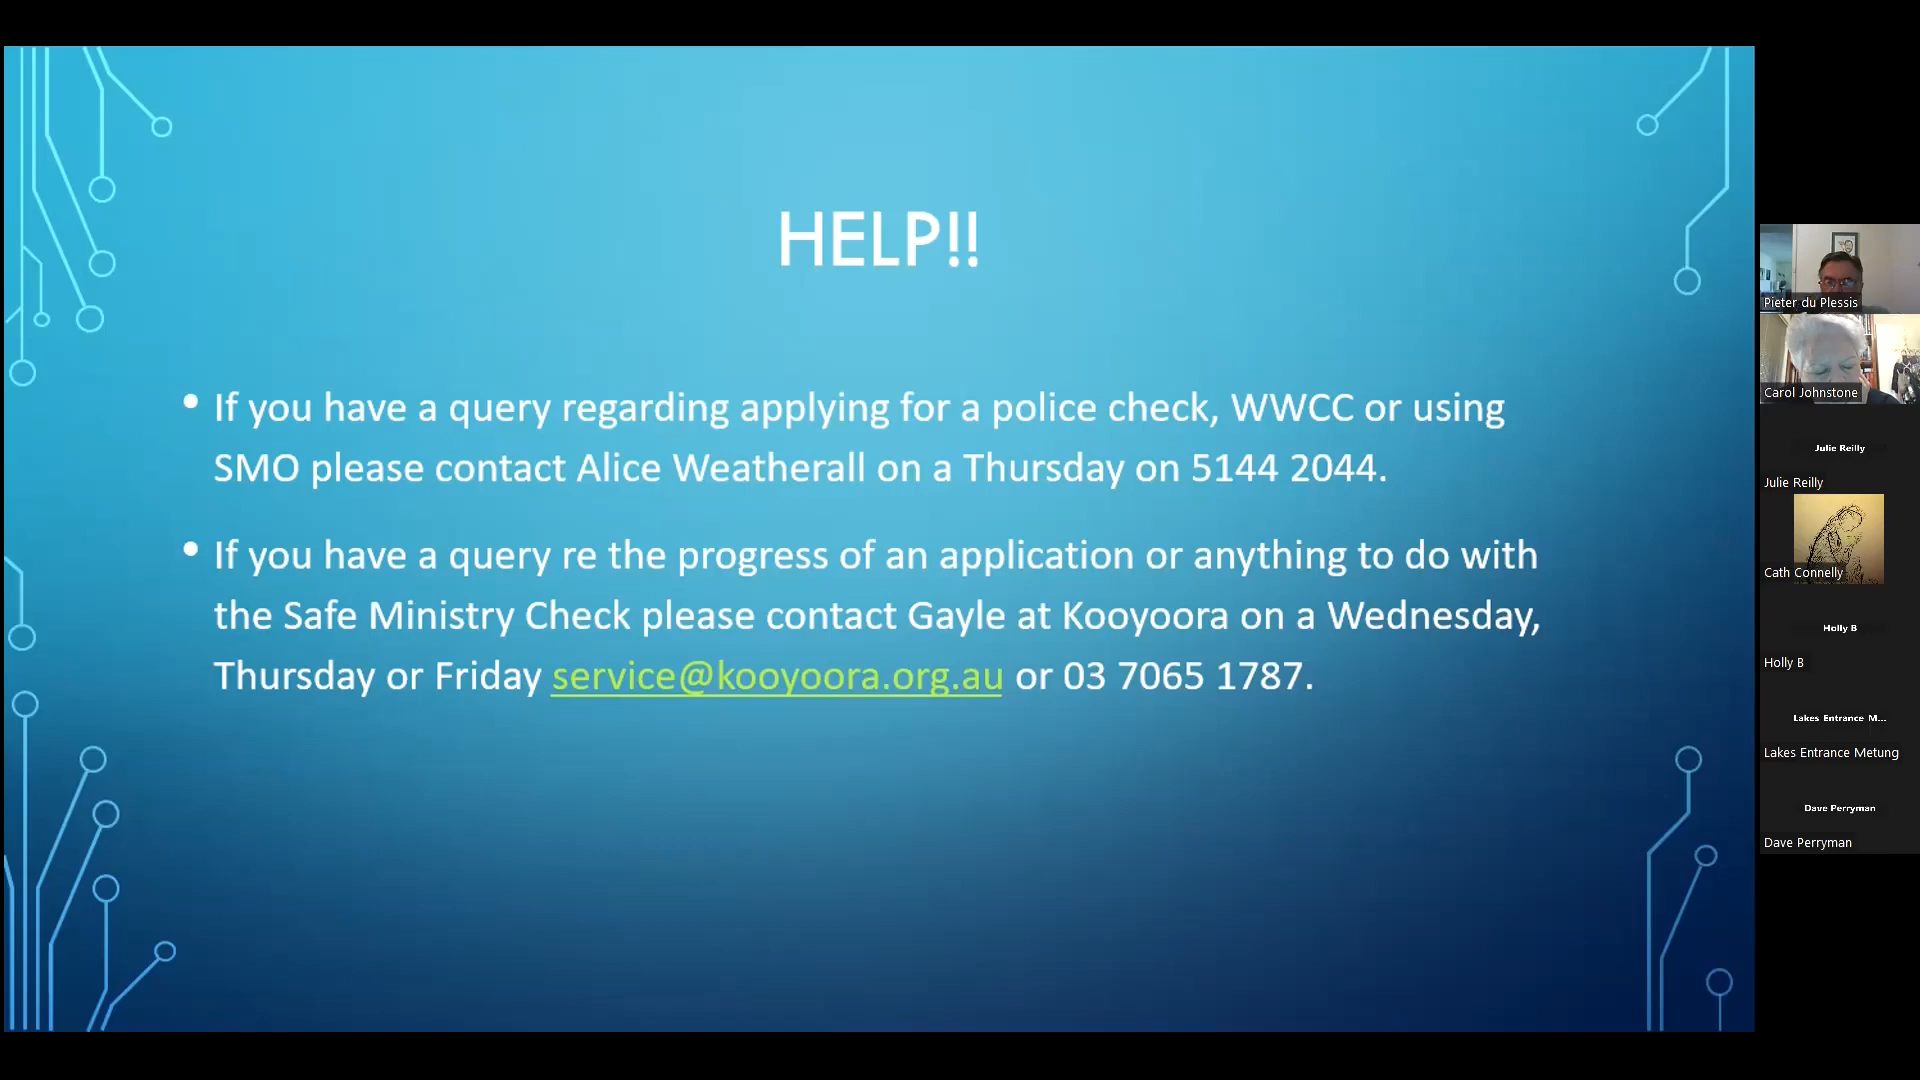 HELP!!
• If you have a query regarding applying for a police check, WWCC or using
SMO please contact Alice Weatherall on a Thursday on 5144 2044.
• If you have a query re the progress of an application or anything to do with
the Safe Ministry Check please contact Gayle at Kooyoora on a Wednesday,
Thursday or Friday service@kooyoora.org.au or 03 7065 1787.
Pieter du Plessis
Carol Johnstone
Julie Reilly
Julie Reilly
Cath Connelly
Holly B
Holly B
Lakes Entrance M...
Lakes Entrance Metung
Dave Perryman
Dave Perryman